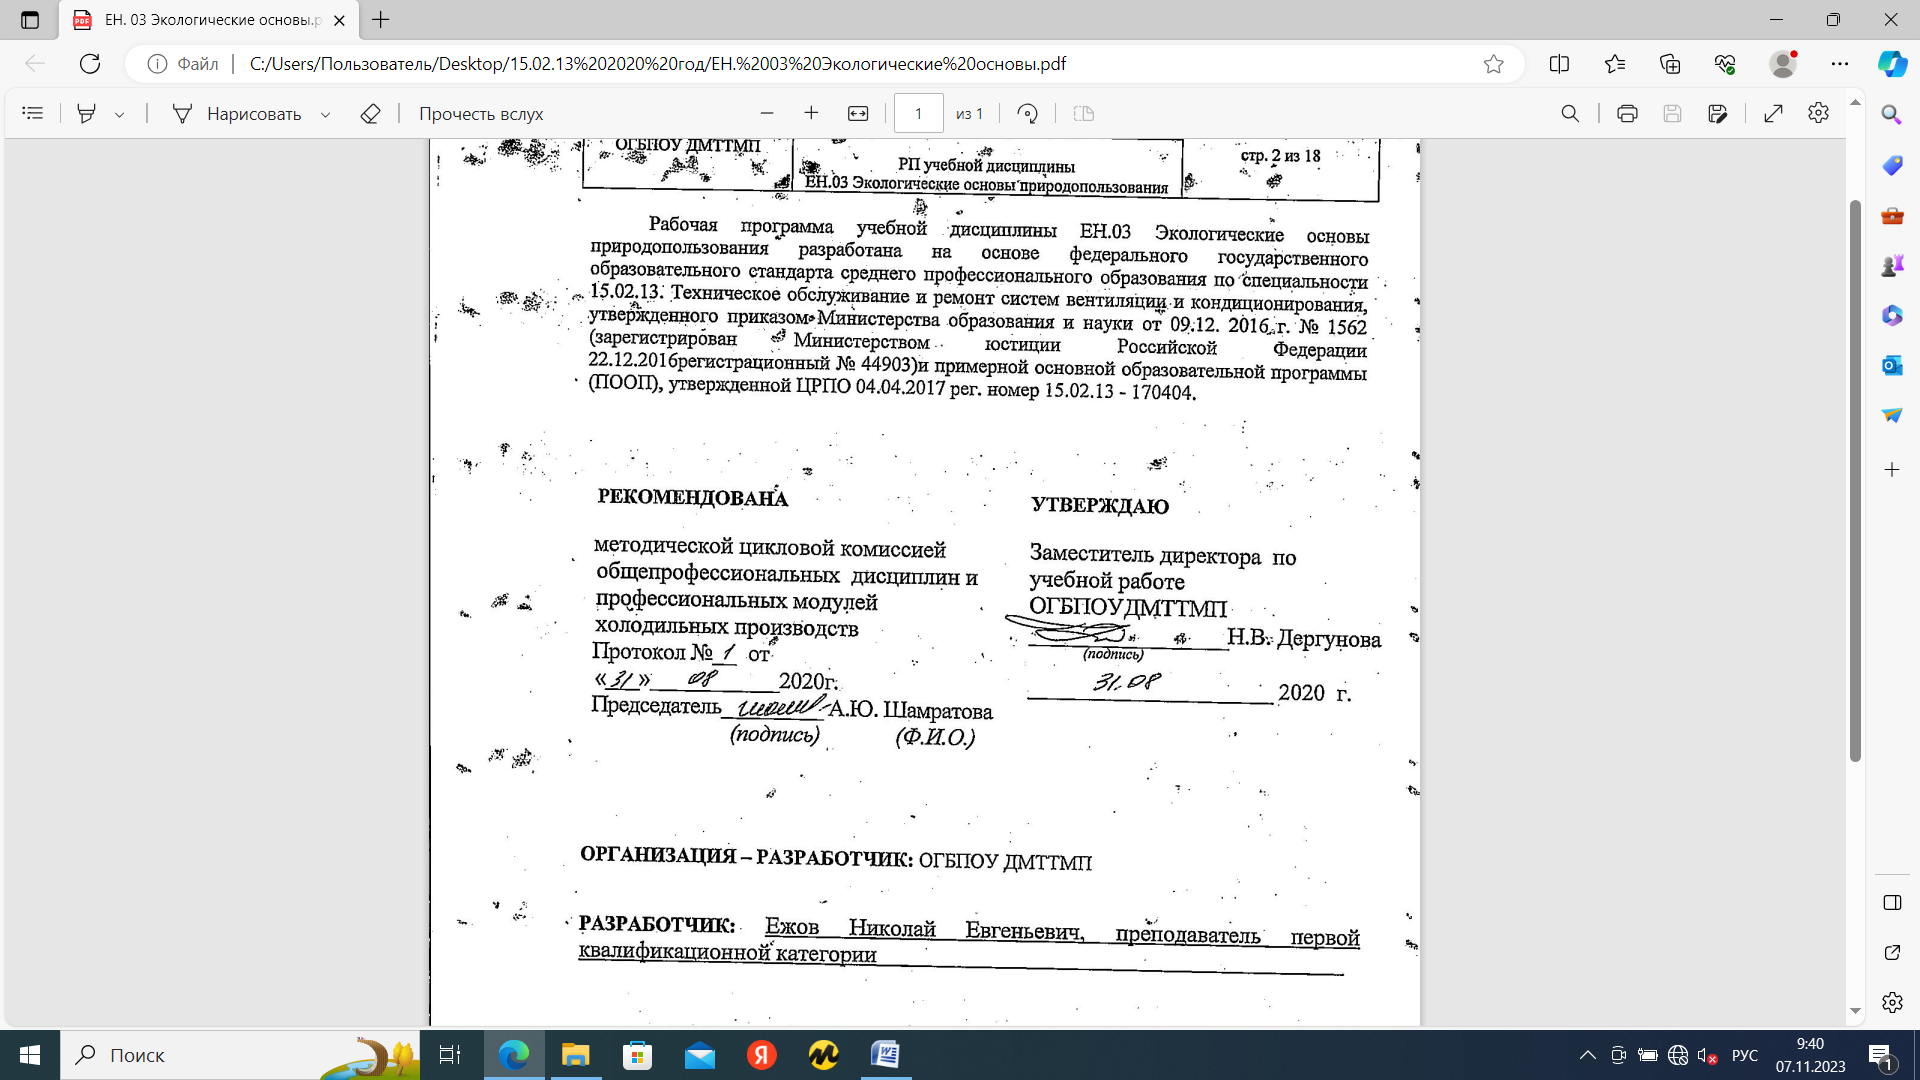 ЕН. 03 Экологические основы.p
Файл
C:/Users/Пользователь/Desktop/15.02.13%202020%20год/ЕН.%2003%20Экологические%20основы.pdf
Нарисовать
Прочесть вслух
1
из 1
ОГБПОУ ДМТТМП
РП учебной дисциплины
ЕН.03 Экологические основы природопользования
стр. 2 из 18
Рабочая программа учебной дисциплины ЕН.03 Экологические основы
природопользования разработана на основе федерального государственного
образовательного стандарта среднего профессионального образования по специальности
15.02.13. Техническое обслуживание и ремонт систем вентиляции и кондиционирования,
утвержденного приказом Министерства образования и науки от 09.12. 2016 г. № 1562
(зарегистрирован Министерством юстиции Российской Федерации
22.12.2016регистрационный № 44903)и примерной основной образовательной программы
(ПООП), утвержденной ЦРПО 04.04.2017 рег. номер 15.02.13 - 170404.
РЕКОМЕНДОВАНА
методической цикловой комиссией
общепрофессиональных дисциплин и
профессиональных модулей
холодильных производств
Протокол № 1 от
«31» 08 2020г.
Председатель А.Ю. Шамратова
(подпись) (Ф.И.О.)
УТВЕРЖДАЮ
Заместитель директора по
учебной работе
ОГБПОУДМТТМП
Н.В. Дергунова
(подпись)
31.08 2020 г.
ОРГАНИЗАЦИЯ – РАЗРАБОТЧИК: ОГБПОУ ДМТТМП
РАЗРАБОТЧИК: Ежов Николай Евгеньевич, преподаватель первой
квалификационной категории
Поиск
РУС
9:40
07.11.2023
1